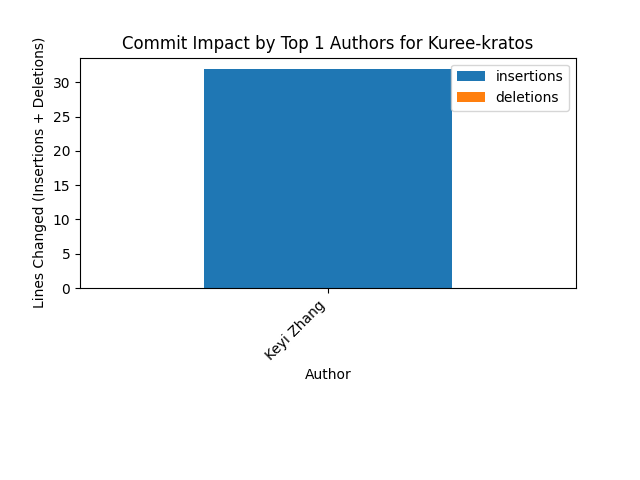 Commit Impact by Top 1 Authors for Kuree-kratos
Lines Changed (Insertions + Deletions)
30
25
20
15
10
5
0
insertions
deletions
Keyi Zhang
Author